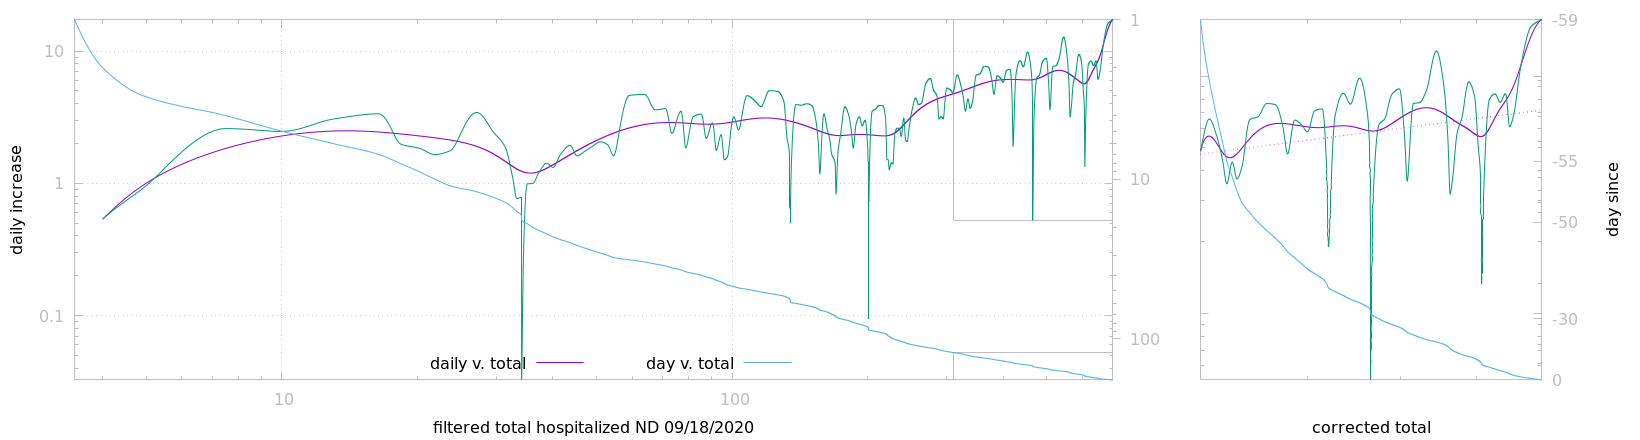 daily increase
10
1
0.1
10
100
1
10
100
daily v. total
day v. total
filtered total hospitalized ND 09/18/2020
-59
-55
-50
-30
0
day since
corrected total